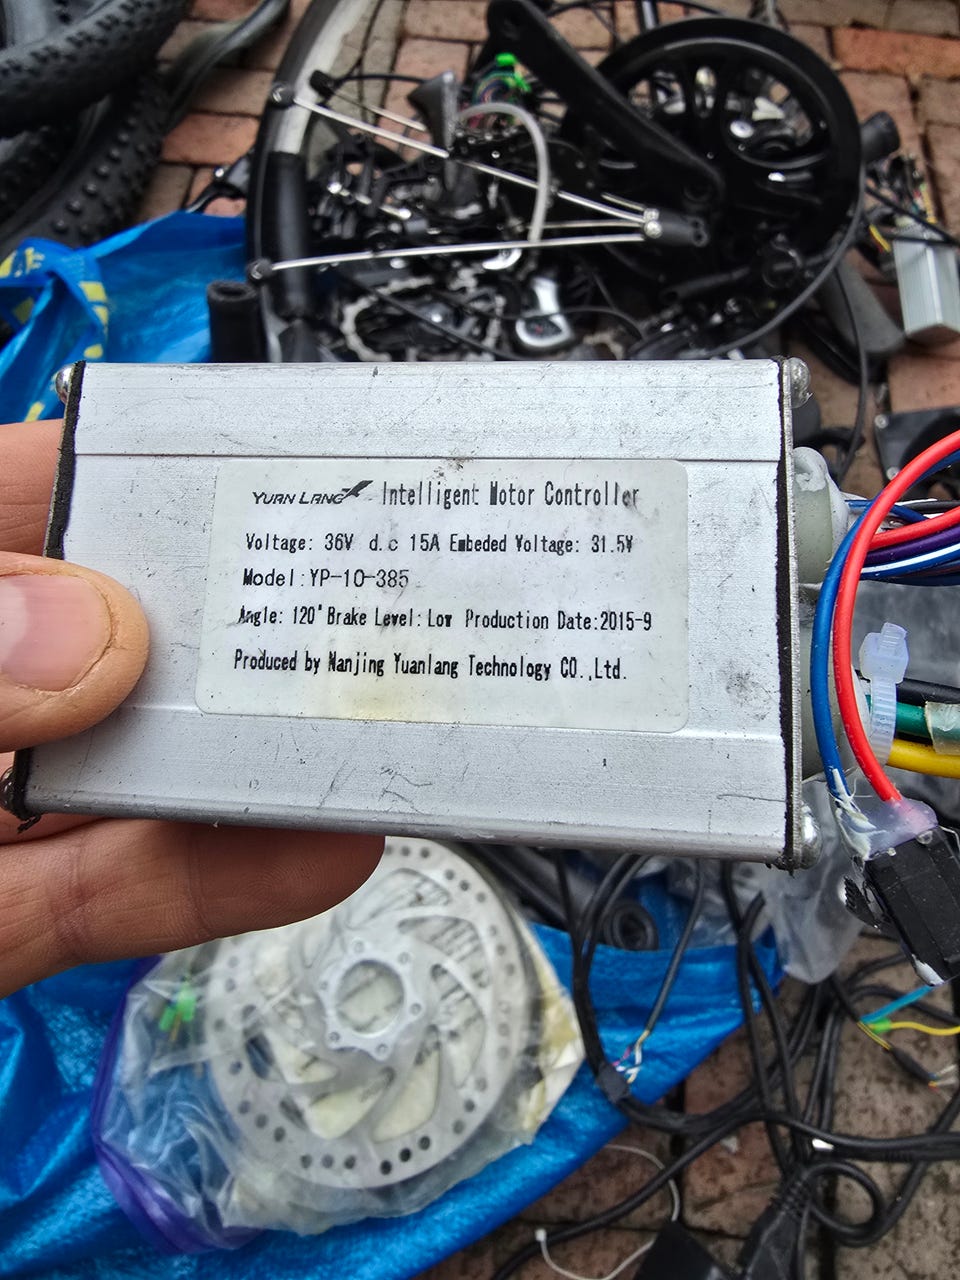 YUAN LANG Intelligent Motor Controller
Voltage: 36V d.c 15A Embeded Voltage: 31.5V
Model:YP-10-385
Angle: 120° Brake Level: Low Production Date:2015-9
Produced by Nanjing Yuanlang Technology CO.,Ltd.